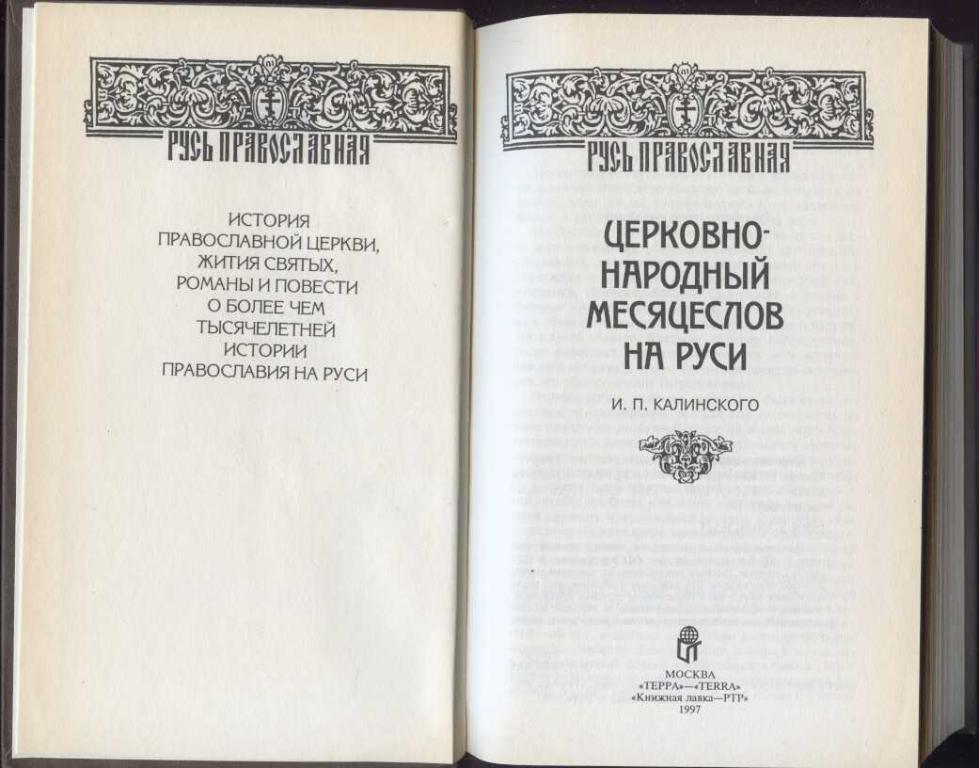 РУСЬ ПРАВОСЛАВНАЯ
ИСТОРИЯ
ПРАВОСЛАВНОЙ ЦЕРКВИ,
ЖИТИЯ СВЯТЫХ,
РОМАНЫ И ПОВЕСТИ
О БОЛЕЕ ЧЕМ
ТЫСЯЧЕЛЕТНЕЙ
ИСТОРИИ
ПРАВОСЛАВИЯ НА РУСИ
РУСЬ ПРАВОСЛАВНАЯ
ЦЕРКОВНО-
НАРОДНЫЙ
МЕСЯЦЕСЛОВ
НА РУСИ
И. П. КАЛИНСКОГО
МОСКВА
«ТЕРРА»—«TERRA»
«Книжная лавка—РТР»
1997